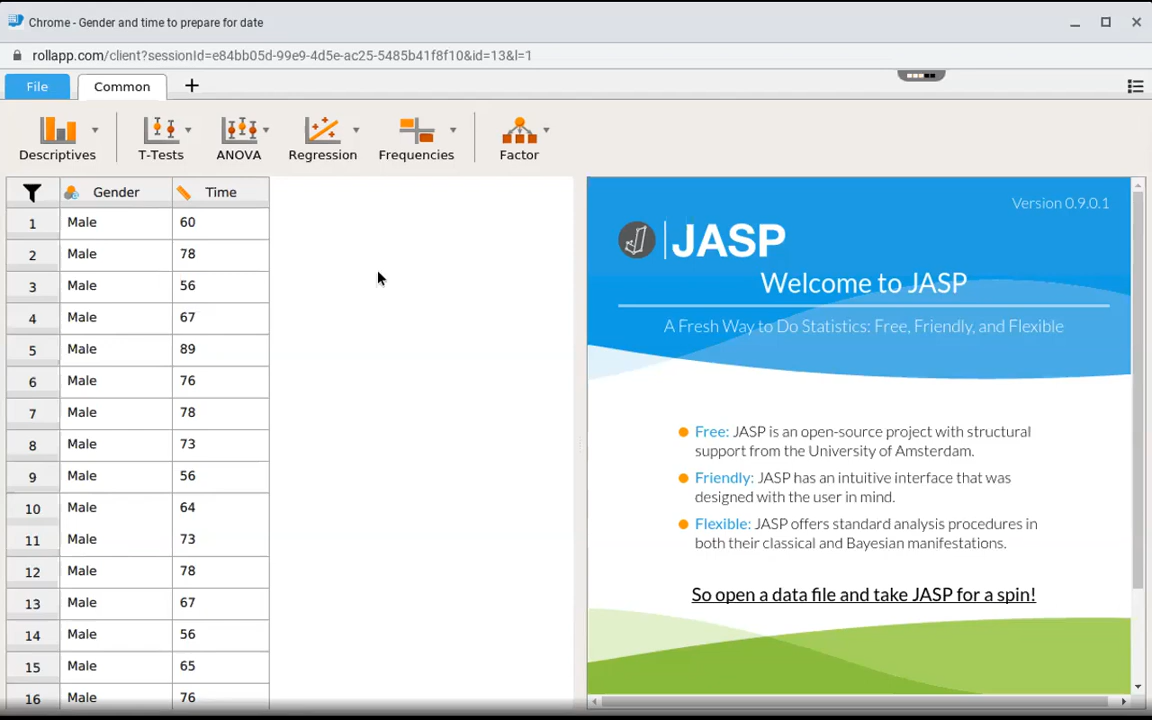 Chrome - Gender and time to prepare for date
rollapp.com/client?sessionId=e84bb05d-99e9-4d5e-ac25-5485b41f8f10&id=13&l=1
File Common +
Descriptives T-Tests ANOVA Regression Frequencies Factor
Gender Time
1 Male 60
2 Male 78
3 Male 56
4 Male 67
5 Male 89
6 Male 76
7 Male 78
8 Male 73
9 Male 56
10 Male 64
11 Male 73
12 Male 78
13 Male 67
14 Male 56
15 Male 65
16 Male 76
Version 0.9.0.1
JASP
Welcome to JASP
A Fresh Way to Do Statistics: Free, Friendly, and Flexible
Free: JASP is an open-source project with structural
support from the University of Amsterdam.
Friendly: JASP has an intuitive interface that was
designed with the user in mind.
Flexible: JASP offers standard analysis procedures in
both their classical and Bayesian manifestations.
So open a data file and take JASP for a spin!